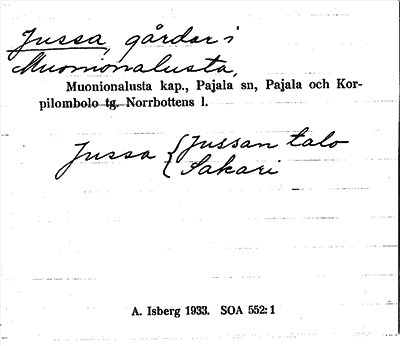 Jussa, gårdar i
Muonionalusta,
Muonionalusta kap., Pajala sn, Pajala och Kor-
pilombolo tg. Norrbottens l.
Jussa { Jussan talo
Sakari
A. Isberg 1933. SOA 552:1